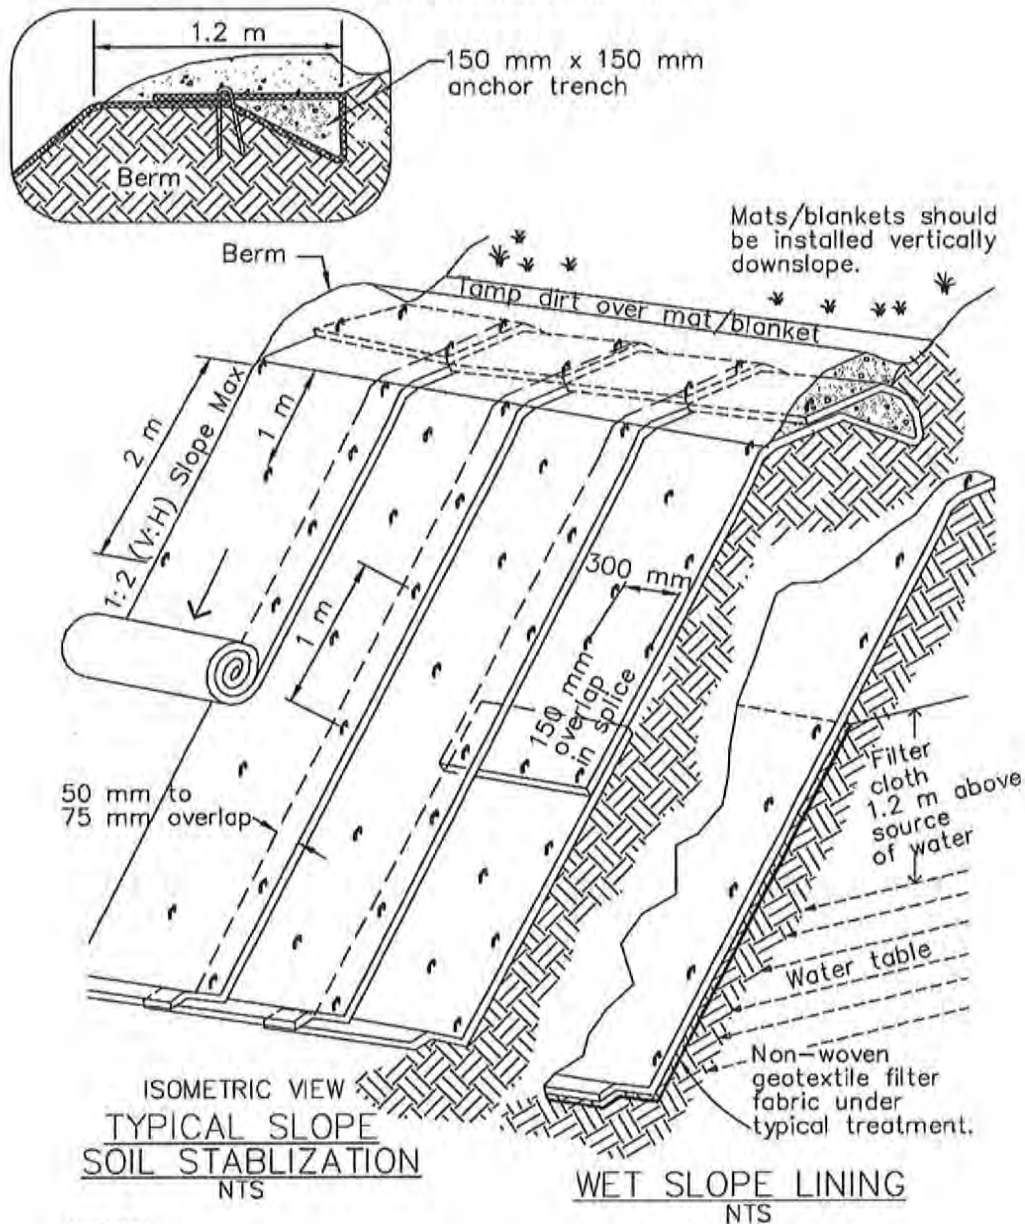 1.2 m
150 mm x 150 mm
anchor trench
Berm
Mats/blankets should
be installed vertically
downslope.
Berm
Tamp dirt over mat/blanket
2 m
1:2 (V:H) Slope Max
1 m
1 m
300 mm
150 mm
overlap
in splice
50 mm to
75 mm overlap
Filter
cloth
1.2 m above
source
of water
Water table
Non-woven
geotextile filter
fabric under
typical treatment.
ISOMETRIC VIEW
TYPICAL SLOPE
SOIL STABLIZATION
NTS
WET SLOPE LINING
NTS